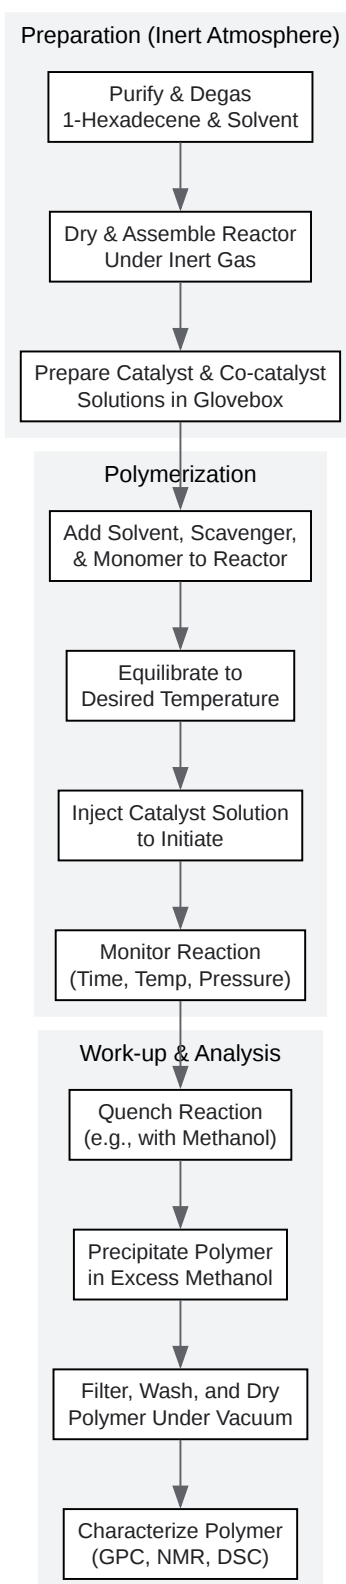 Preparation (Inert Atmosphere)
Purify & Degas
1-Hexadecene & Solvent
Dry & Assemble Reactor
Under Inert Gas
Prepare Catalyst & Co-catalyst
Solutions in Glovebox
Polymerization
Add Solvent, Scavenger,
& Monomer to Reactor
Equilibrate to
Desired Temperature
Inject Catalyst Solution
to Initiate
Monitor Reaction
(Time, Temp, Pressure)
Work-up & Analysis
Quench Reaction
(e.g., with Methanol)
Precipitate Polymer
in Excess Methanol
Filter, Wash, and Dry
Polymer Under Vacuum
Characterize Polymer
(GPC, NMR, DSC)